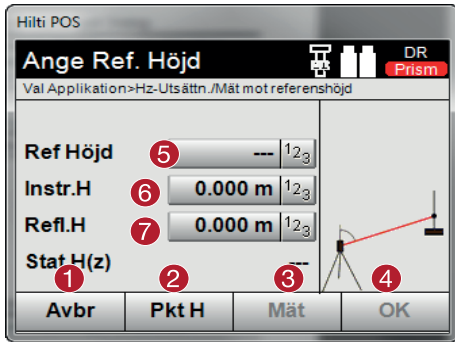 Hilti POS
Ange Ref. Höjd
DR
Prism
Val Applikation>Hz-Utsättn./Mät mot referenshöjd
Ref Höjd 5 --- 123
Instr.H 6 0.000 m 123
Refl.H 7 0.000 m 123
Stat H(z) ---
1 2 3 4
Avbr Pkt H Mät OK